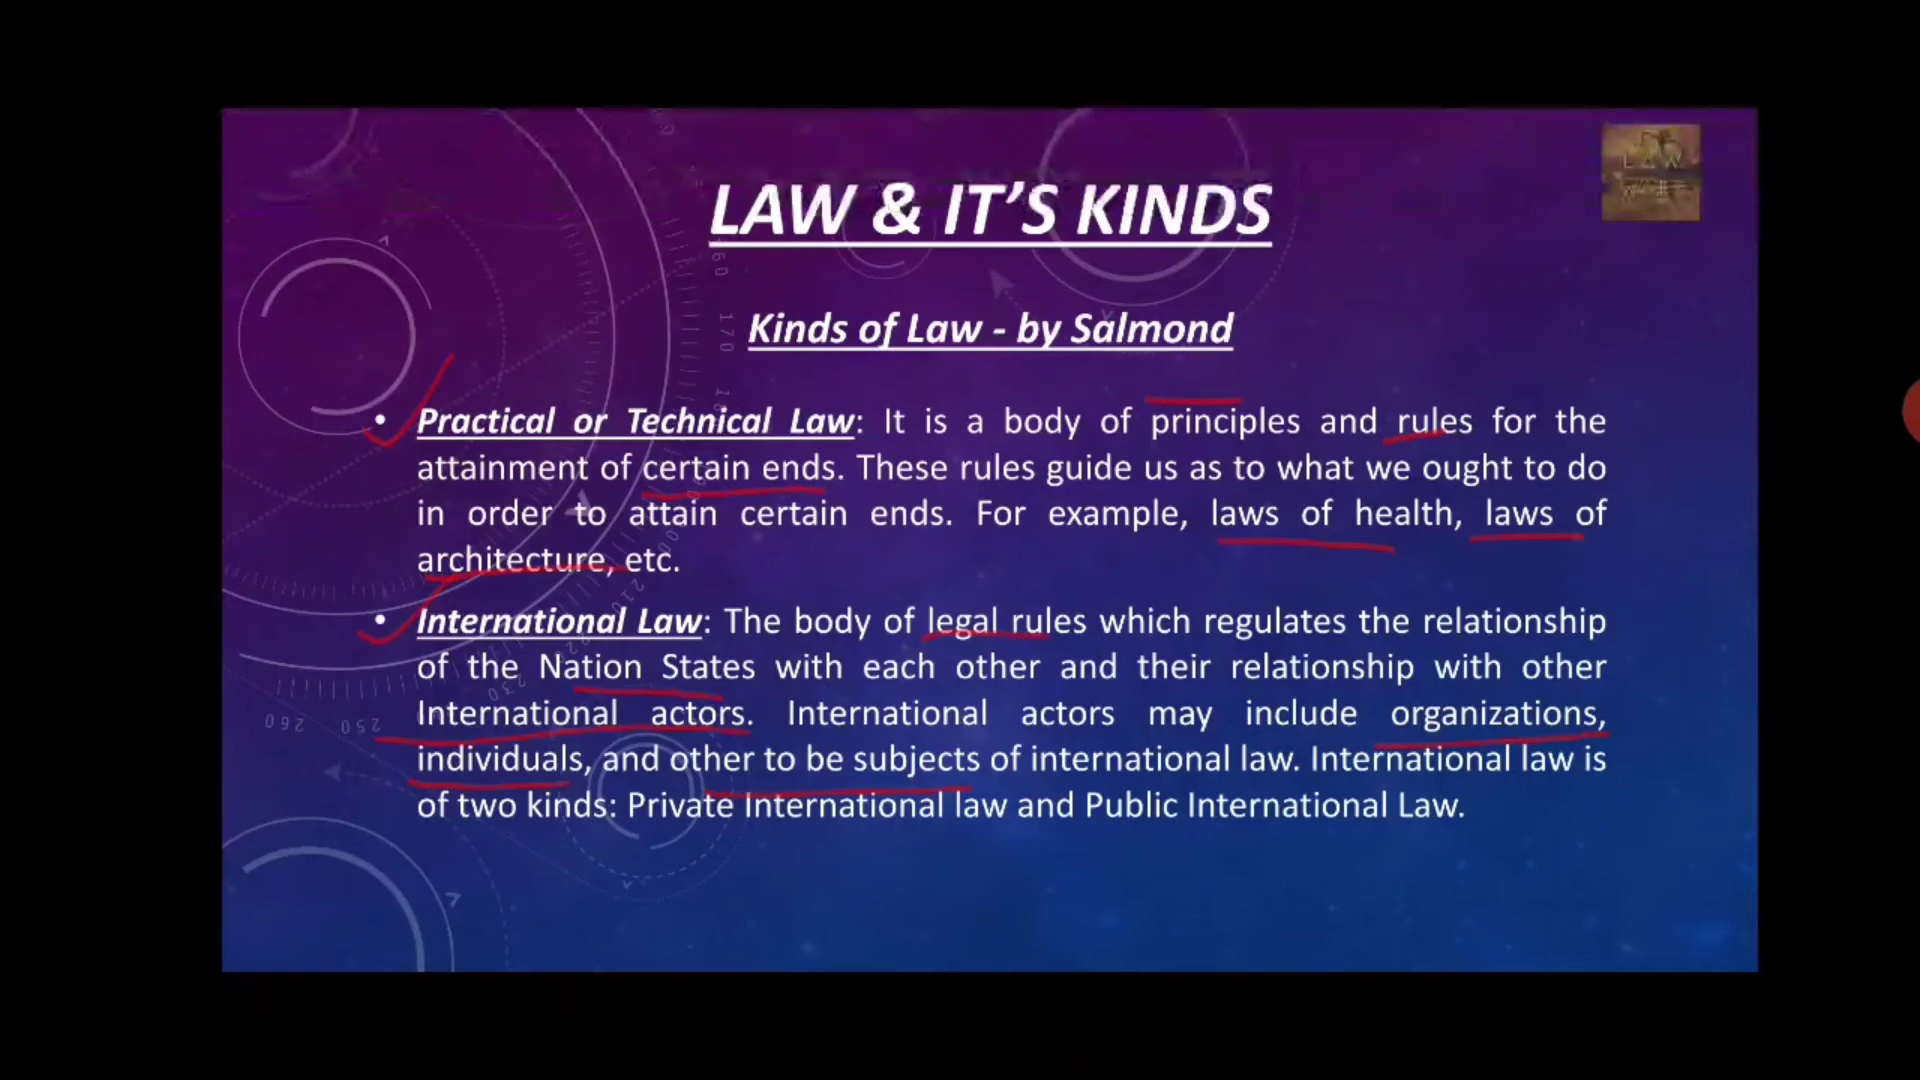 LAW & IT'S KINDS
Kinds of Law - by Salmond
• Practical or Technical Law: It is a body of principles and rules for the
attainment of certain ends. These rules guide us as to what we ought to do
in order to attain certain ends. For example, laws of health, laws of
architecture, etc.
• International Law: The body of legal rules which regulates the relationship
of the Nation States with each other and their relationship with other
International actors. International actors may include organizations,
individuals, and other to be subjects of international law. International law is
of two kinds: Private International law and Public International Law.
LAW
170
260
250
230